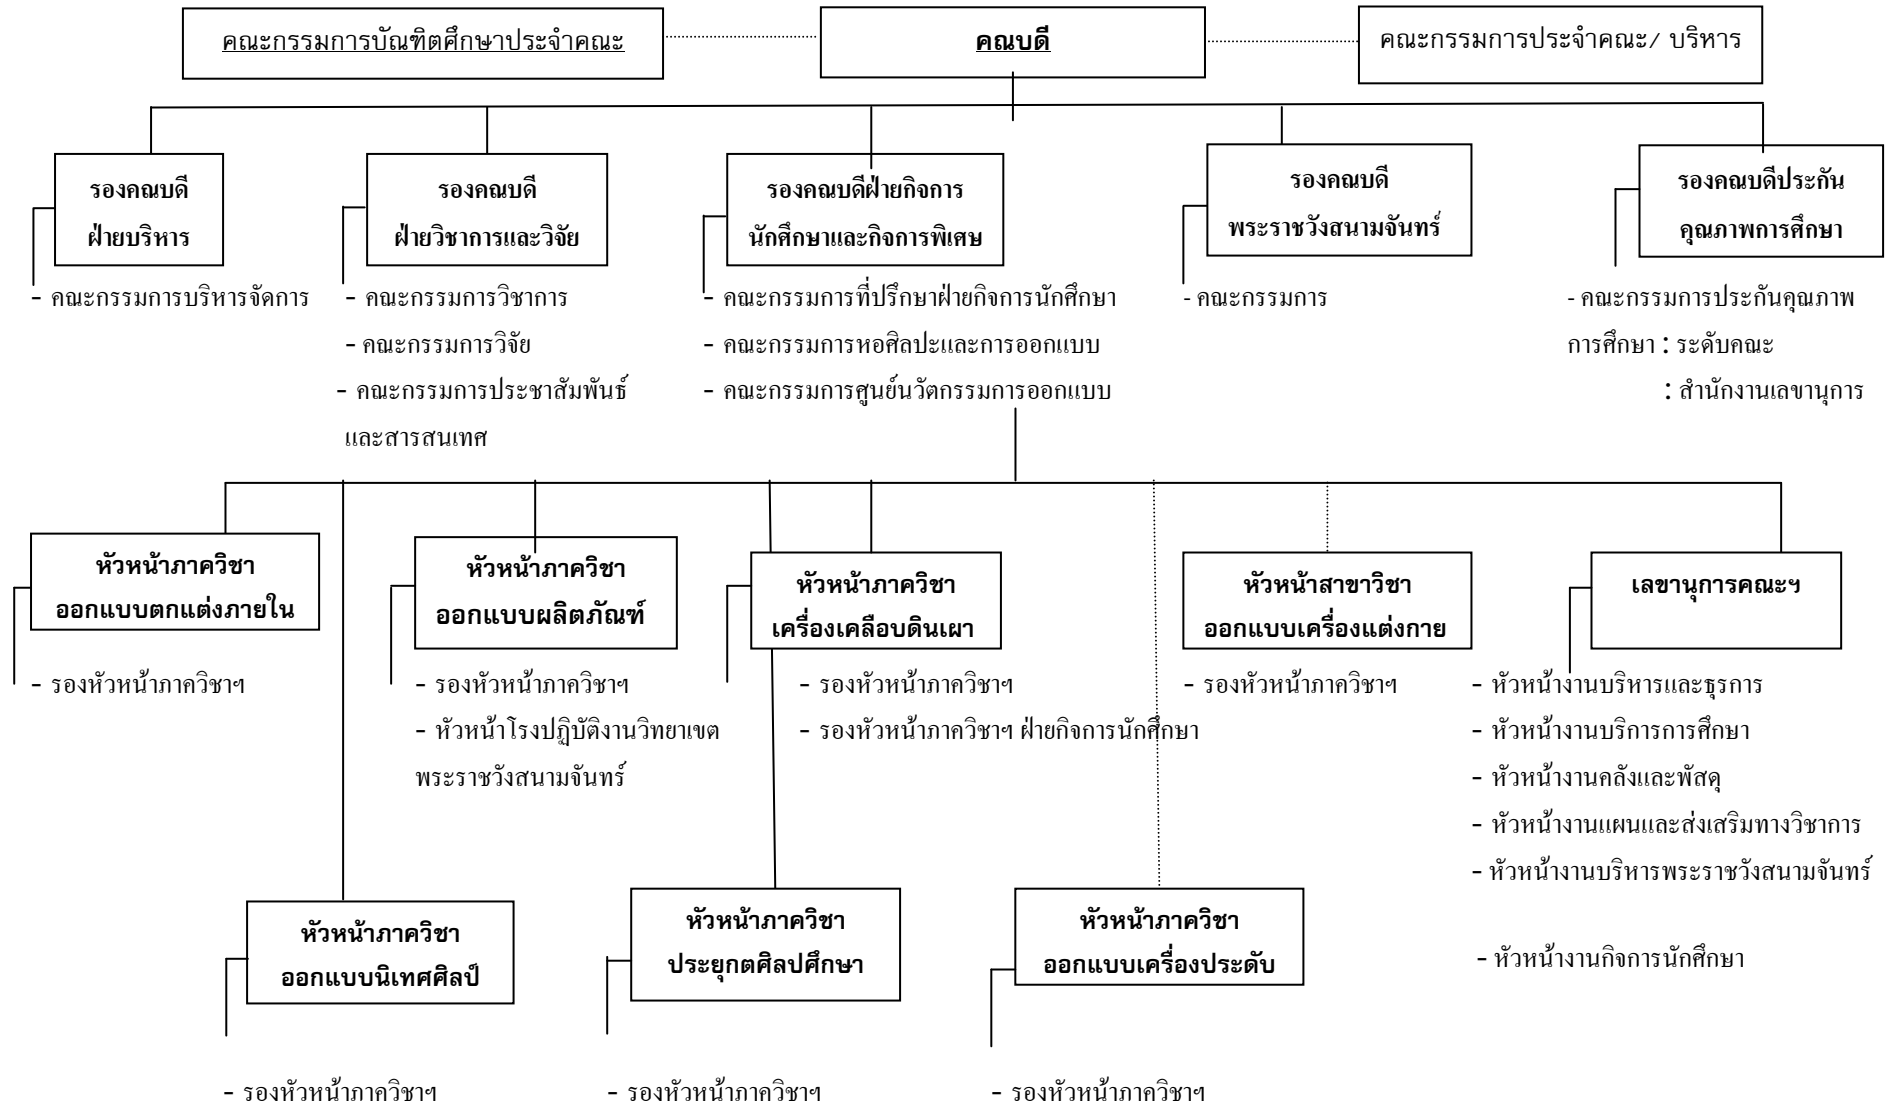 คณะกรรมการบัณฑิตศึกษาประจำคณะ
คณบดี
คณะกรรมการประจำคณะ/ บริหาร
รองคณบดี
ฝ่ายบริหาร
รองคณบดี
ฝ่ายวิชาการและวิจัย
รองคณบดีฝ่ายกิจการ
นักศึกษาและกิจการพิเศษ
รองคณบดี
พระราชวังสนามจันทร์
รองคณบดีประกัน
คุณภาพการศึกษา
- คณะกรรมการบริหารจัดการ
- คณะกรรมการวิชาการ
- คณะกรรมการวิจัย
- คณะกรรมการประชาสัมพันธ์
และสารสนเทศ
- คณะกรรมการที่ปรึกษาฝ่ายกิจการนักศึกษา
- คณะกรรมการหอศิลปะและการออกแบบ
- คณะกรรมการศูนย์นวัตกรรมการออกแบบ
- คณะกรรมการ
- คณะกรรมการประกันคุณภาพ
การศึกษา : ระดับคณะ
: สำนักงานเลขานุการ
หัวหน้าภาควิชา
ออกแบบตกแต่งภายใน
หัวหน้าภาควิชา
ออกแบบผลิตภัณฑ์
หัวหน้าภาควิชา
เครื่องเคลือบดินเผา
หัวหน้าสาขาวิชา
ออกแบบเครื่องแต่งกาย
เลขานุการคณะฯ
- รองหัวหน้าภาควิชาฯ
- รองหัวหน้าภาควิชาฯ
- หัวหน้าโรงปฏิบัติงานวิทยาเขต
พระราชวังสนามจันทร์
- รองหัวหน้าภาควิชาฯ
- รองหัวหน้าภาควิชาฯ ฝ่ายกิจการนักศึกษา
- รองหัวหน้าภาควิชาฯ
- หัวหน้างานบริหารและธุรการ
- หัวหน้างานบริการการศึกษา
- หัวหน้างานคลังและพัสดุ
- หัวหน้างานแผนและส่งเสริมทางวิชาการ
- หัวหน้างานบริหารพระราชวังสนามจันทร์
- หัวหน้างานกิจการนักศึกษา
หัวหน้าภาควิชา
ออกแบบนิเทศศิลป์
หัวหน้าภาควิชา
ประยุกตศิลปศึกษา
หัวหน้าภาควิชา
ออกแบบเครื่องประดับ
- รองหัวหน้าภาควิชาฯ
- รองหัวหน้าภาควิชาฯ
- รองหัวหน้าภาควิชาฯ